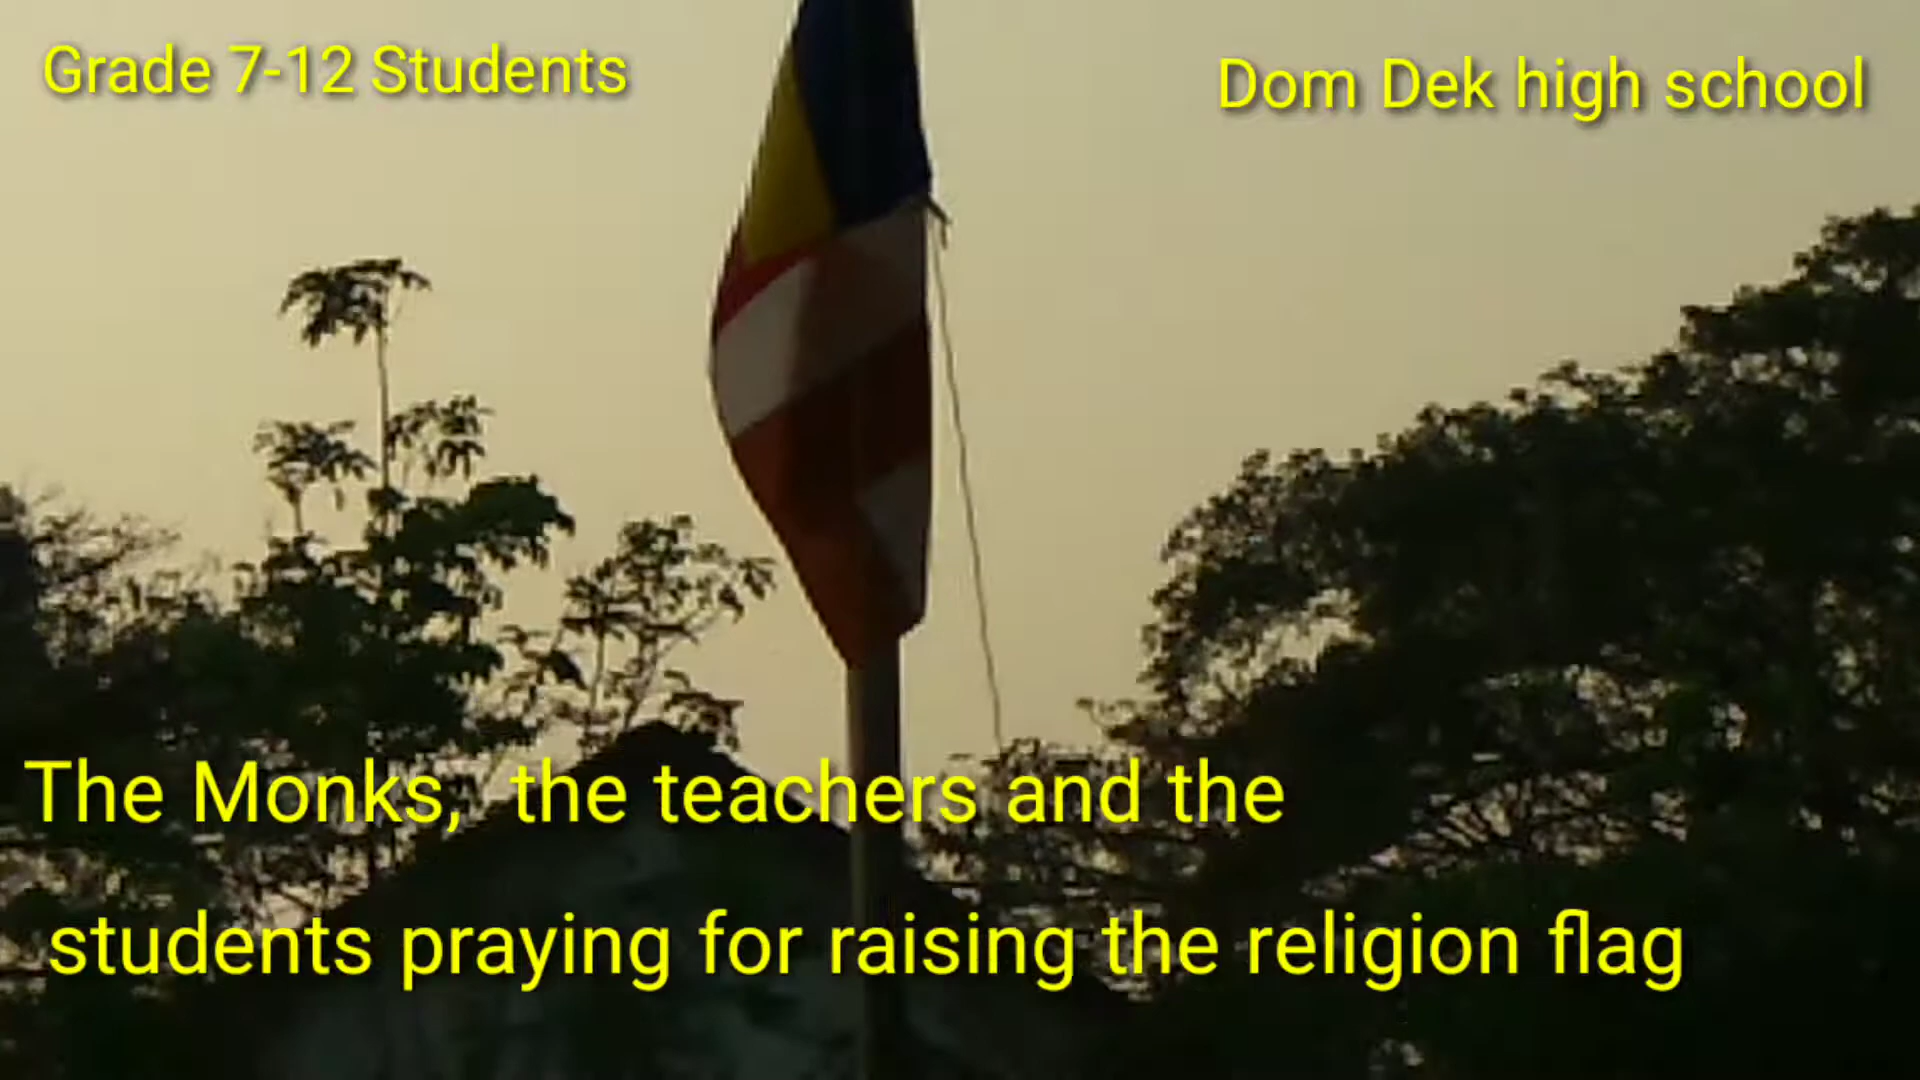 Grade 7-12 Students
Dom Dek high school
The Monks, the teachers and the
students praying for raising the religion flag